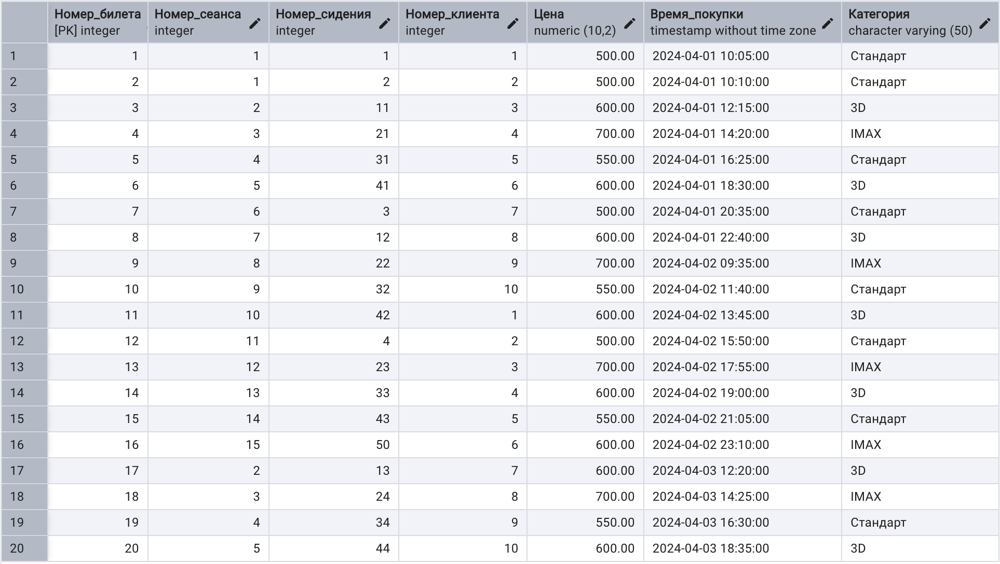 Номер_билета Номер_сеанса Номер_сидения Номер_клиента Цена Время_покупки Категория
[PK] integer integer integer integer numeric (10,2) timestamp without time zone character varying (50)
1 1 1 1 1 500.00 2024-04-01 10:05:00 Стандарт
2 2 1 2 2 500.00 2024-04-01 10:10:00 Стандарт
3 3 2 11 3 600.00 2024-04-01 12:15:00 3D
4 4 3 21 4 700.00 2024-04-01 14:20:00 IMAX
5 5 4 31 5 550.00 2024-04-01 16:25:00 Стандарт
6 6 5 41 6 600.00 2024-04-01 18:30:00 3D
7 7 6 3 7 500.00 2024-04-01 20:35:00 Стандарт
8 8 7 12 8 600.00 2024-04-01 22:40:00 3D
9 9 8 22 9 700.00 2024-04-02 09:35:00 IMAX
10 10 9 32 10 550.00 2024-04-02 11:40:00 Стандарт
11 11 10 42 1 600.00 2024-04-02 13:45:00 3D
12 12 11 4 2 500.00 2024-04-02 15:50:00 Стандарт
13 13 12 23 3 700.00 2024-04-02 17:55:00 IMAX
14 14 13 33 4 600.00 2024-04-02 19:00:00 3D
15 15 14 43 5 550.00 2024-04-02 21:05:00 Стандарт
16 16 15 50 6 600.00 2024-04-02 23:10:00 IMAX
17 17 2 13 7 600.00 2024-04-03 12:20:00 3D
18 18 3 24 8 700.00 2024-04-03 14:25:00 IMAX
19 19 4 34 9 550.00 2024-04-03 16:30:00 Стандарт
20 20 5 44 10 600.00 2024-04-03 18:35:00 3D